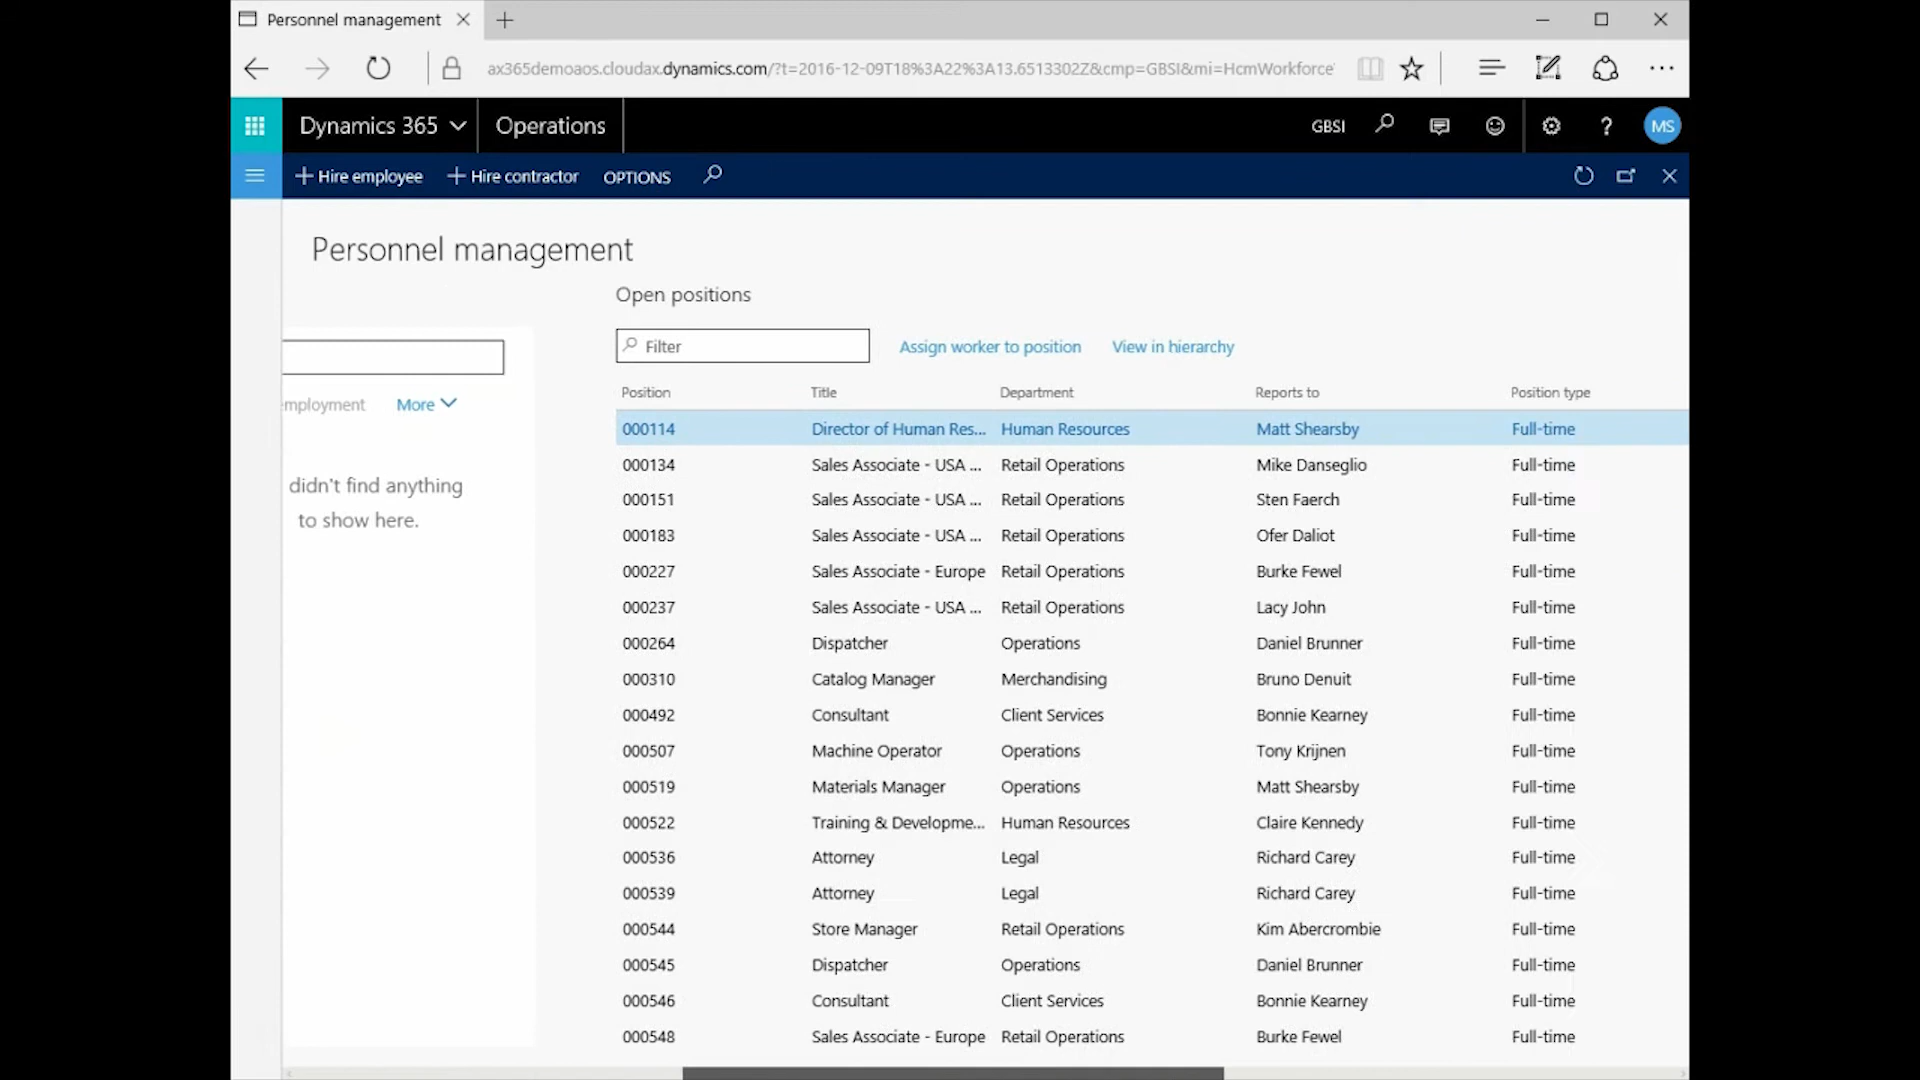 Personnel management
ax365demoaos.cloudax.dynamics.com/?t=2016-12-09T18%3A22%3A13.6513302Z&cmp=GBSI&mi=HcmWorkforce
Dynamics 365 Operations GBSI ? MS
+ Hire employee + Hire contractor OPTIONS
Personnel management
Open positions
Filter Assign worker to position View in hierarchy
mployment More
didn't find anything
to show here.
Position Title Department Reports to Position type
000114 Director of Human Res... Human Resources Matt Shearsby Full-time
000134 Sales Associate - USA ... Retail Operations Mike Danseglio Full-time
000151 Sales Associate - USA ... Retail Operations Sten Faerch Full-time
000183 Sales Associate - USA ... Retail Operations Ofer Daliot Full-time
000227 Sales Associate - Europe Retail Operations Burke Fewel Full-time
000237 Sales Associate - USA ... Retail Operations Lacy John Full-time
000264 Dispatcher Operations Daniel Brunner Full-time
000310 Catalog Manager Merchandising Bruno Denuit Full-time
000492 Consultant Client Services Bonnie Kearney Full-time
000507 Machine Operator Operations Tony Krijnen Full-time
000519 Materials Manager Operations Matt Shearsby Full-time
000522 Training & Developme... Human Resources Claire Kennedy Full-time
000536 Attorney Legal Richard Carey Full-time
000539 Attorney Legal Richard Carey Full-time
000544 Store Manager Retail Operations Kim Abercrombie Full-time
000545 Dispatcher Operations Daniel Brunner Full-time
000546 Consultant Client Services Bonnie Kearney Full-time
000548 Sales Associate - Europe Retail Operations Burke Fewel Full-time